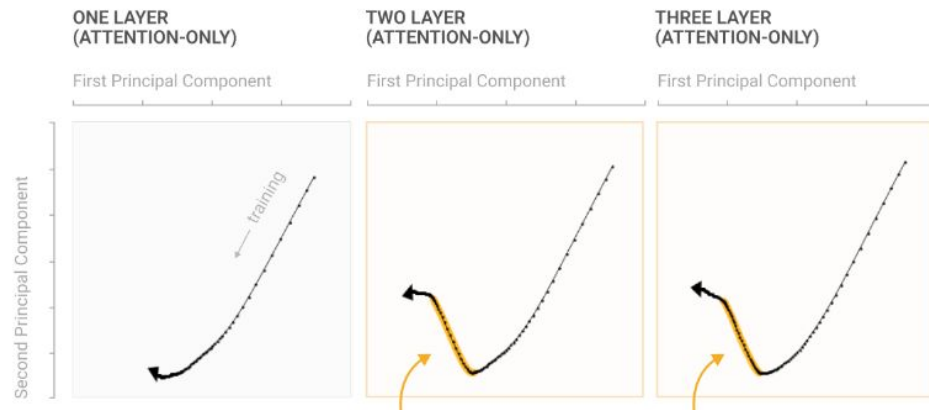 ONE LAYER
(ATTENTION-ONLY)
First Principal Component
TWO LAYER
(ATTENTION-ONLY)
First Principal Component
THREE LAYER
(ATTENTION-ONLY)
First Principal Component
Second Principal Component
training